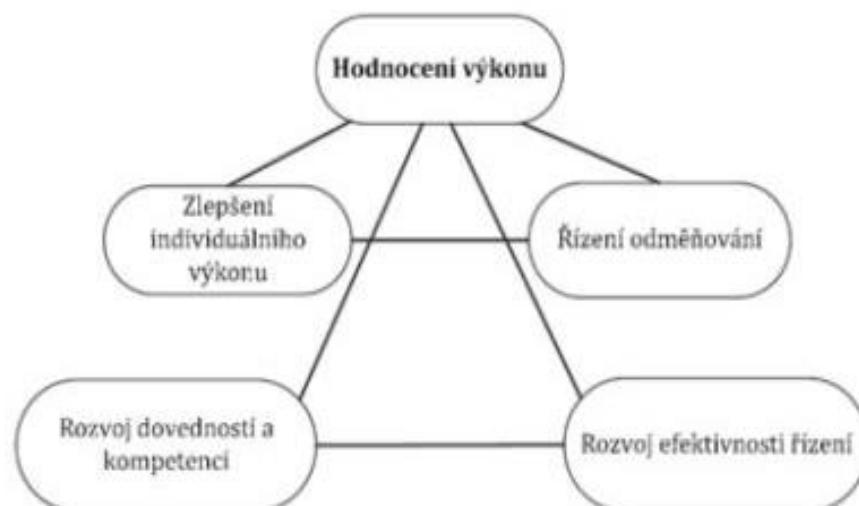 Hodnocení výkonu
Zlepšení
individuálního
výkonu
Řízení odměňování
Rozvoj dovedností a
kompetencí
Rozvoj efektivnosti řízení